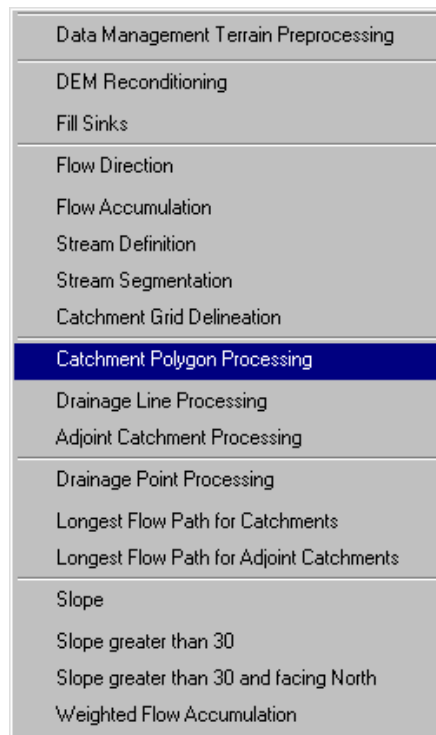 Data Management Terrain Preprocessing
DEM Reconditioning
Fill Sinks
Flow Direction
Flow Accumulation
Stream Definition
Stream Segmentation
Catchment Grid Delineation
Catchment Polygon Processing
Drainage Line Processing
Adjoint Catchment Processing
Drainage Point Processing
Longest Flow Path for Catchments
Longest Flow Path for Adjoint Catchments
Slope
Slope greater than 30
Slope greater than 30 and facing North
Weighted Flow Accumulation